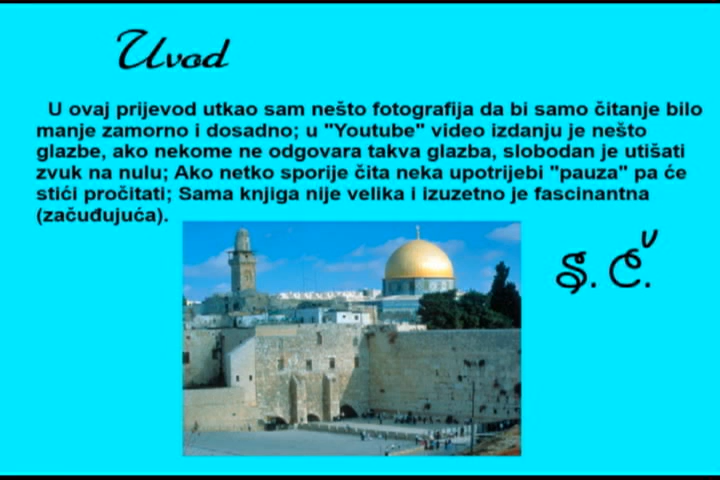 Uvod
U ovaj prijevod utkao sam nešto fotografija da bi samo čitanje bilo
manje zamorno i dosadno; u "Youtube" video izdanju je nešto
glazbe, ako nekome ne odgovara takva glazba, slobodan je utišati
zvuk na nulu; Ako netko sporije čita neka upotrijebi "pauza" pa će
stići pročitati; Sama knjiga nije velika i izuzetno je fascinantna
(začuđujuća).
S. Č.